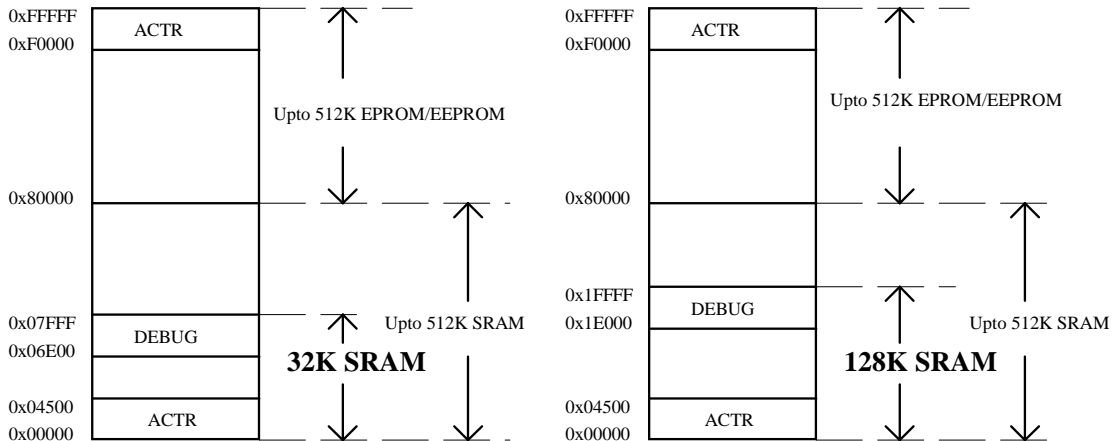 0xFFFFF
ACTR
0xF0000
Upto 512K EPROM/EEPROM
0x80000
0x07FFF
DEBUG
Upto 512K SRAM
0x06E00
32K SRAM
0x04500
ACTR
0x00000
0xFFFFF
ACTR
0xF0000
Upto 512K EPROM/EEPROM
0x80000
0x1FFFF
DEBUG
0x1E000
Upto 512K SRAM
128K SRAM
0x04500
ACTR
0x00000